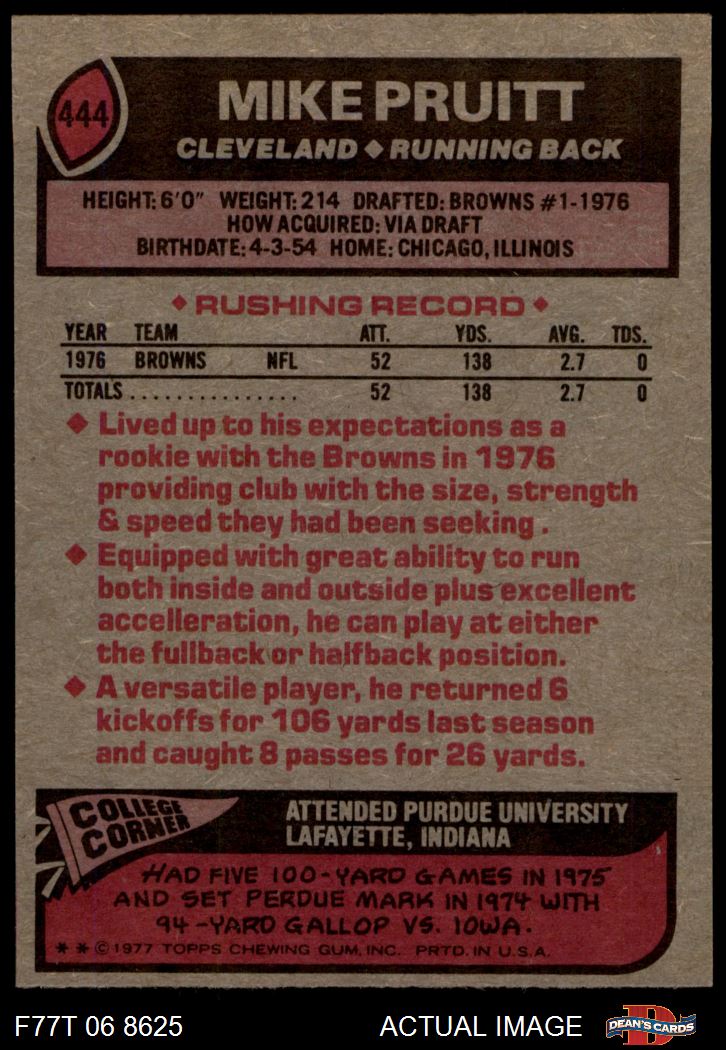 444
MIKE PRUITT
CLEVELAND ◆ RUNNING BACK
HEIGHT: 6'0" WEIGHT: 214 DRAFTED: BROWNS #1-1976
HOW ACQUIRED: VIA DRAFT
BIRTHDATE: 4-3-54 HOME: CHICAGO, ILLINOIS
◆ RUSHING RECORD ◆
YEAR TEAM ATT. YDS. AVG. TDS.
1976 BROWNS NFL 52 138 2.7 0
TOTALS............... 52 138 2.7 0
◆ Lived up to his expectations as a
rookie with the Browns in 1976
providing club with the size, strength
& speed they had been seeking .
◆ Equipped with great ability to run
both inside and outside plus excellent
accelleration, he can play at either
the fullback or halfback position.
◆ A versatile player, he returned 6
kickoffs for 106 yards last season
and caught 8 passes for 26 yards.
COLLEGE
CORNER
ATTENDED PURDUE UNIVERSITY
LAFAYETTE, INDIANA
HAD FIVE 100-YARD GAMES IN 1975
AND SET PERDUE MARK IN 1974 WITH
94-YARD GALLOP VS. IOWA.
* * © 1977 TOPPS CHEWING GUM, INC. PRTD. IN U.S.A.
F77T 06 8625 ACTUAL IMAGE
D
DEAN'S CARDS